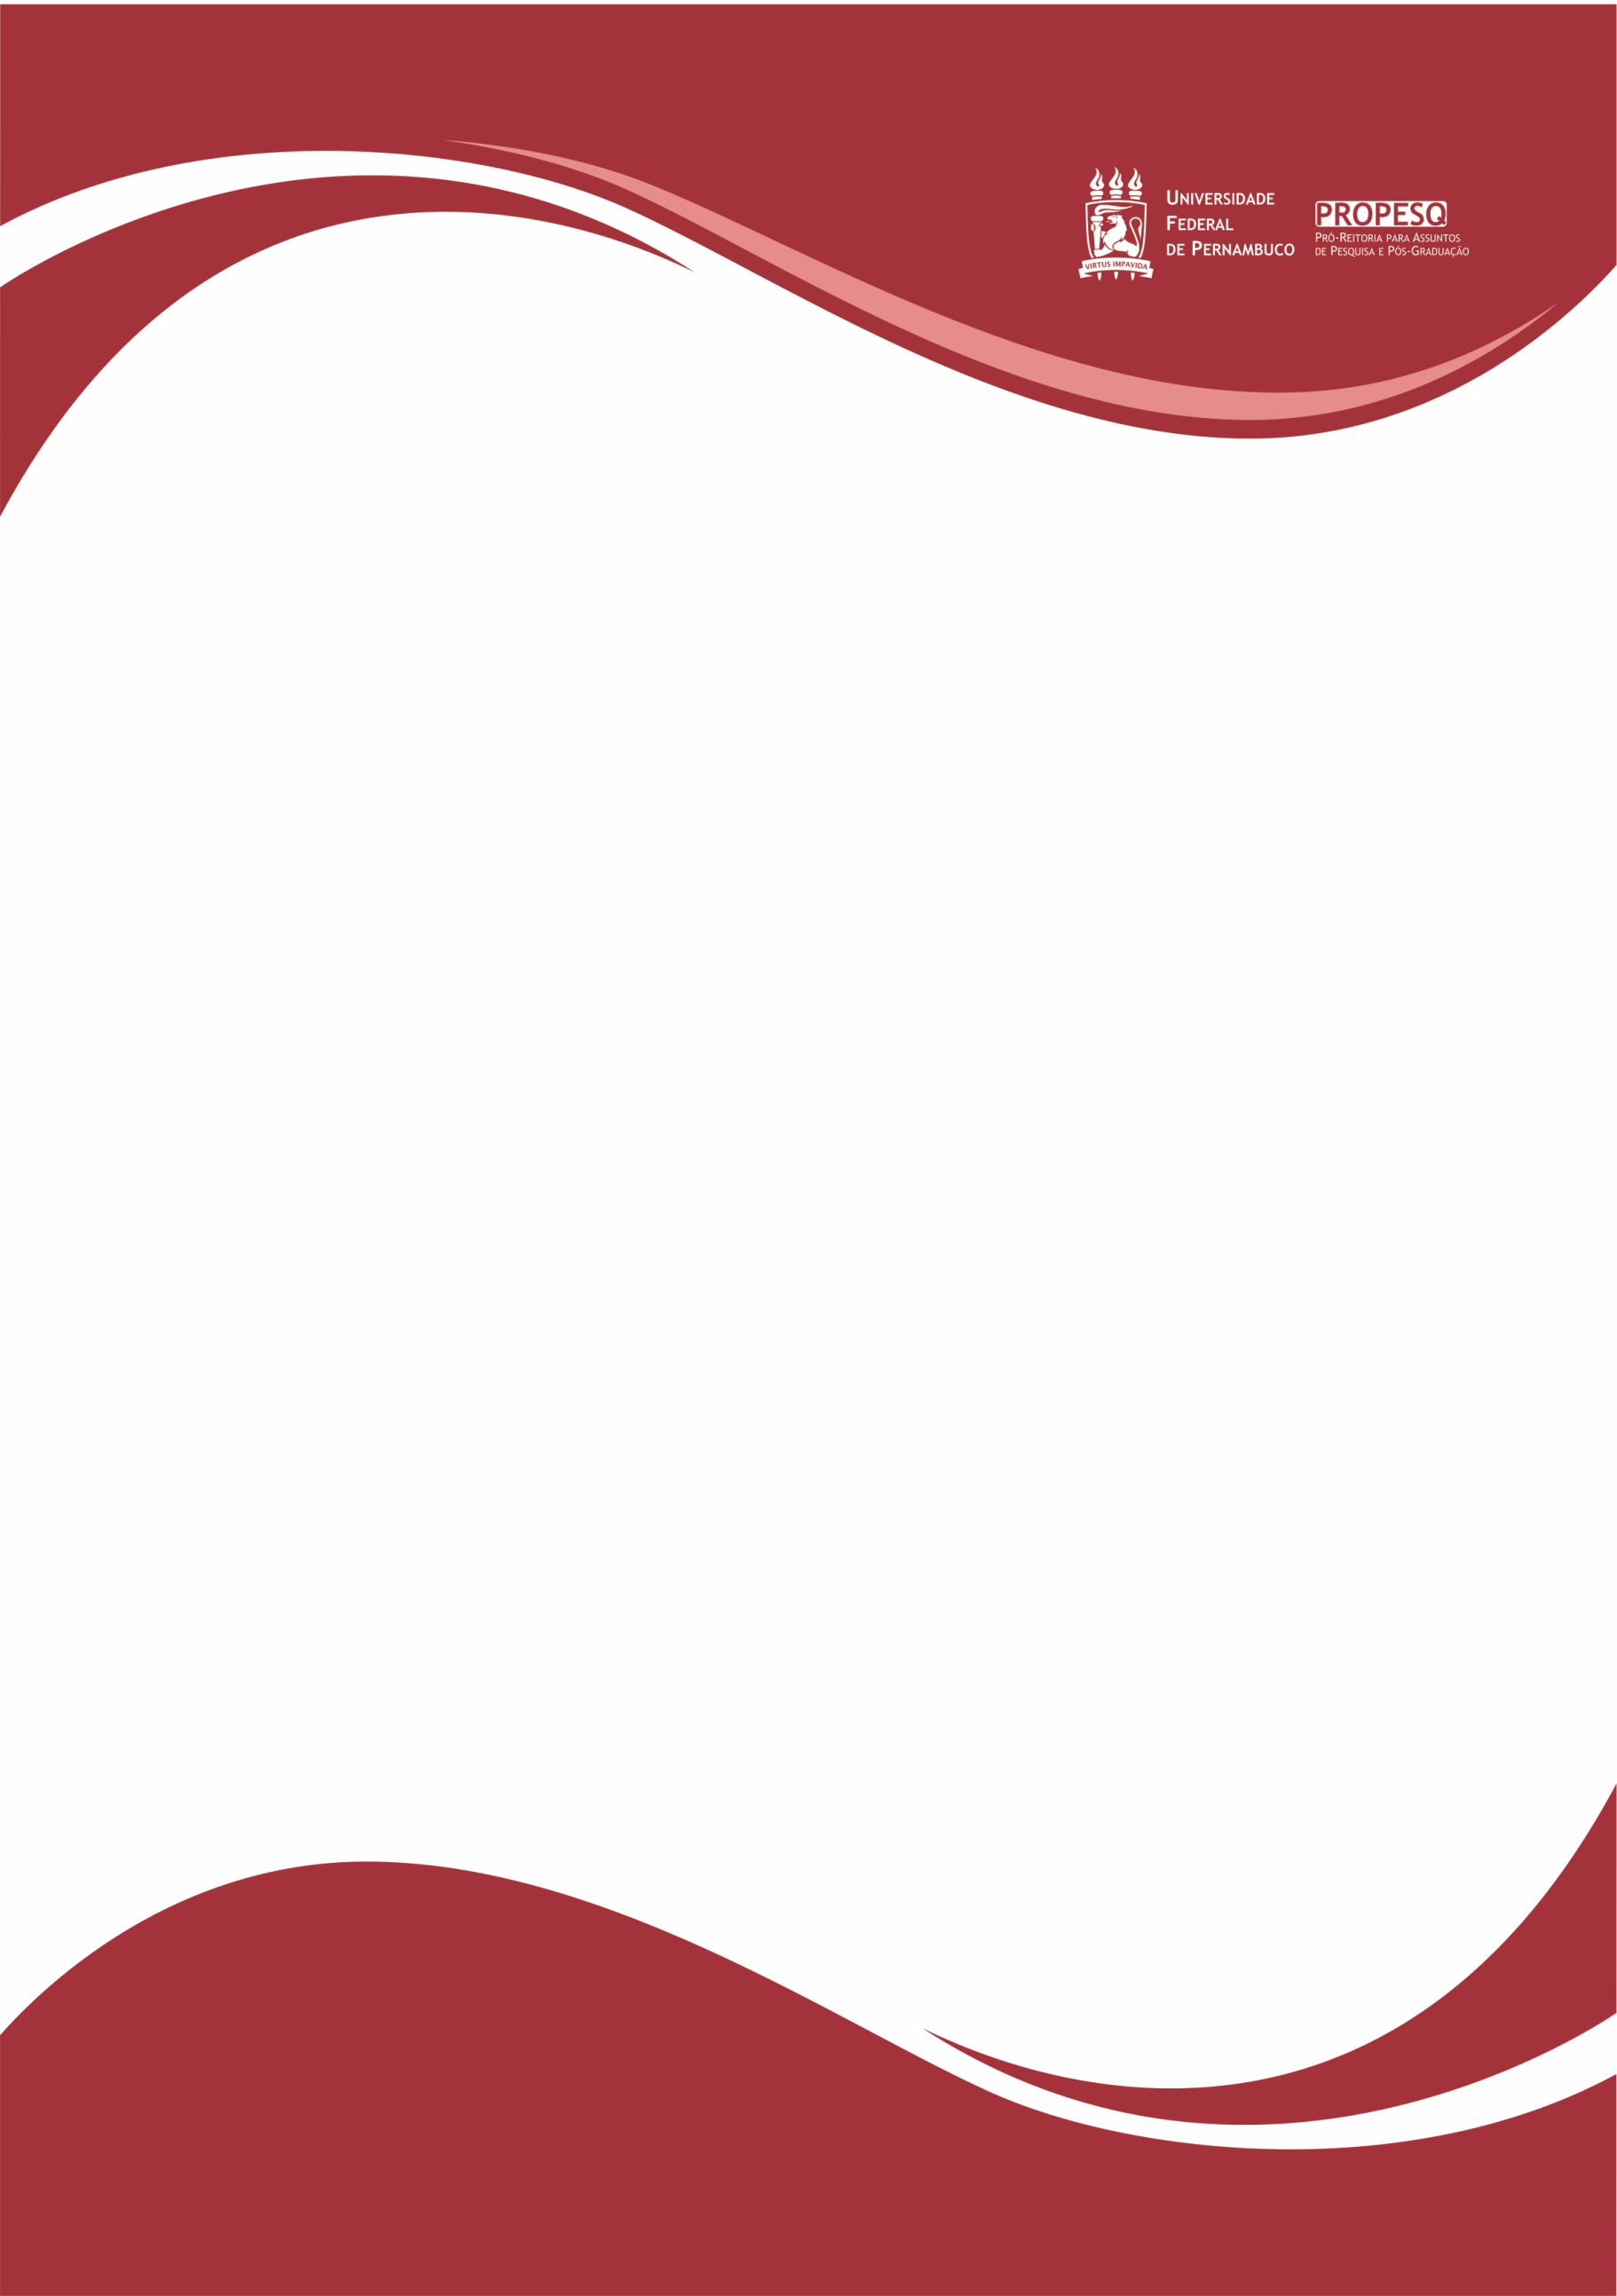 UNIVERSIDADE
FEDERAL
DE PERNAMBUCO
VIRTUS IMPAVIDA
PROPESQ
PRÓ-REITORIA PARA ASSUNTOS
DE PESQUISA E PÓS-GRADUAÇÃO